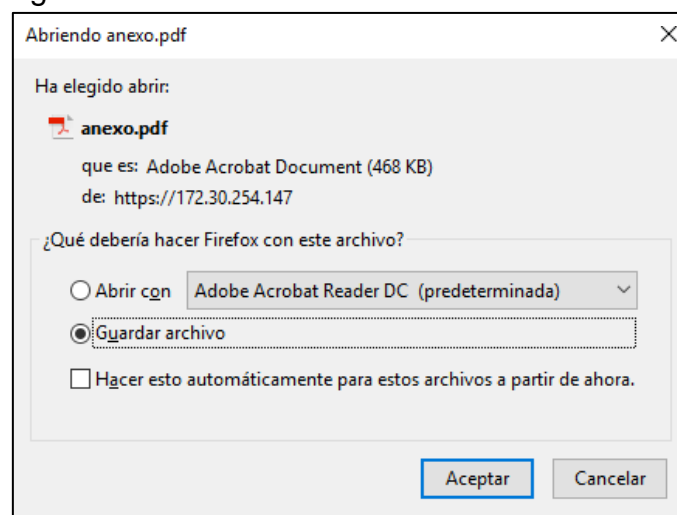 Abriendo anexo.pdf
Ha elegido abrir:
anexo.pdf
que es: Adobe Acrobat Document (468 KB)
de: https://172.30.254.147
¿Qué debería hacer Firefox con este archivo?
Abrir con Adobe Acrobat Reader DC (predeterminada)
Guardar archivo
Hacer esto automáticamente para estos archivos a partir de ahora.
Aceptar Cancelar